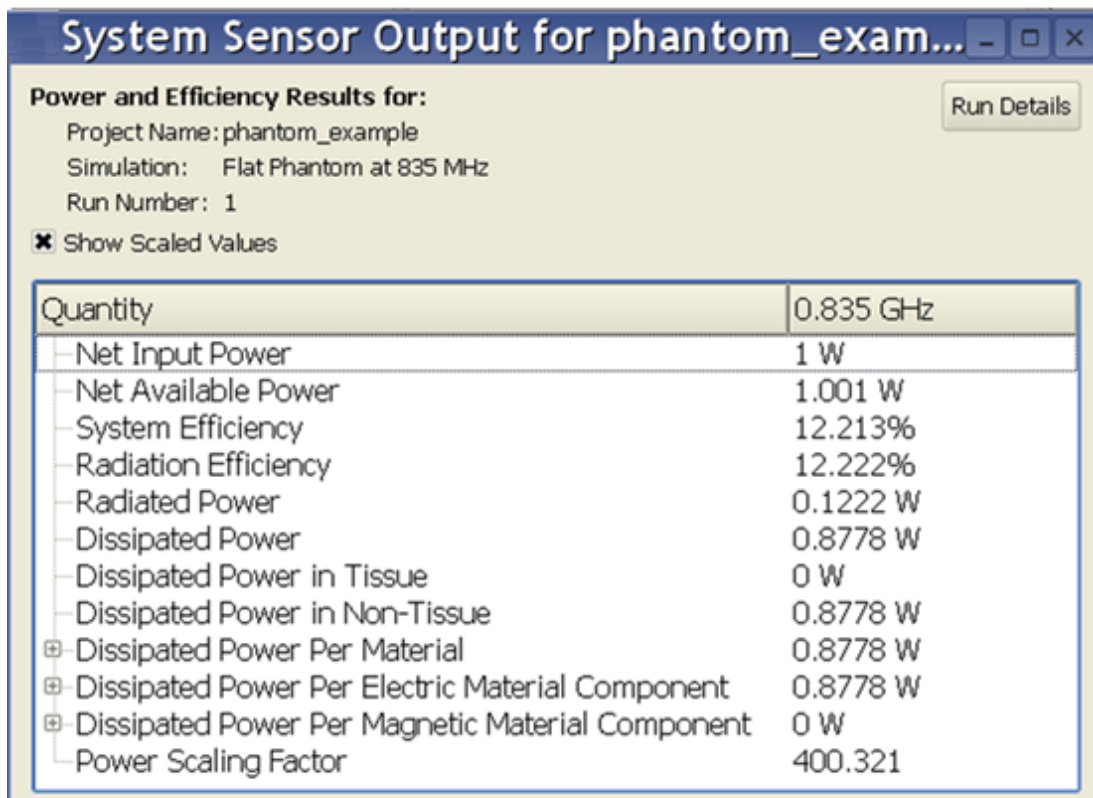 System Sensor Output for phantom_exam...
Power and Efficiency Results for:
Run Details
Project Name: phantom_example
Simulation: Flat Phantom at 835 MHz
Run Number: 1
Show Scaled Values
Quantity 0.835 GHz
Net Input Power 1 W
Net Available Power 1.001 W
System Efficiency 12.213%
Radiation Efficiency 12.222%
Radiated Power 0.1222 W
Dissipated Power 0.8778 W
Dissipated Power in Tissue 0 W
Dissipated Power in Non-Tissue 0.8778 W
Dissipated Power Per Material 0.8778 W
Dissipated Power Per Electric Material Component 0.8778 W
Dissipated Power Per Magnetic Material Component 0 W
Power Scaling Factor 400.321